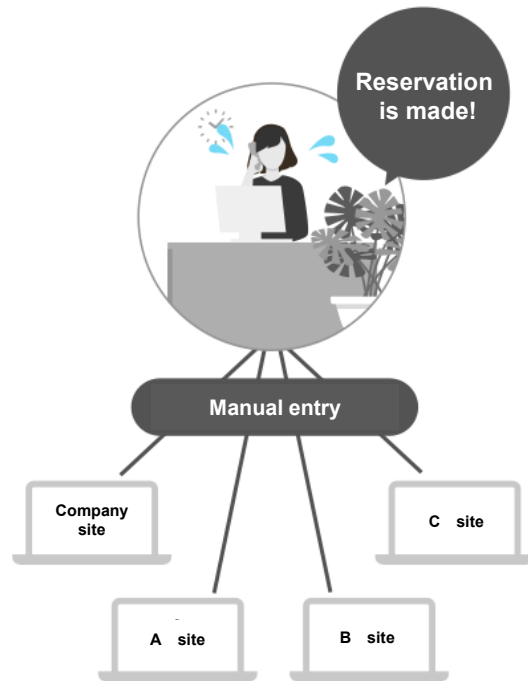 Reservation
is made!
Manual entry
Company
site
C site
A site
B site